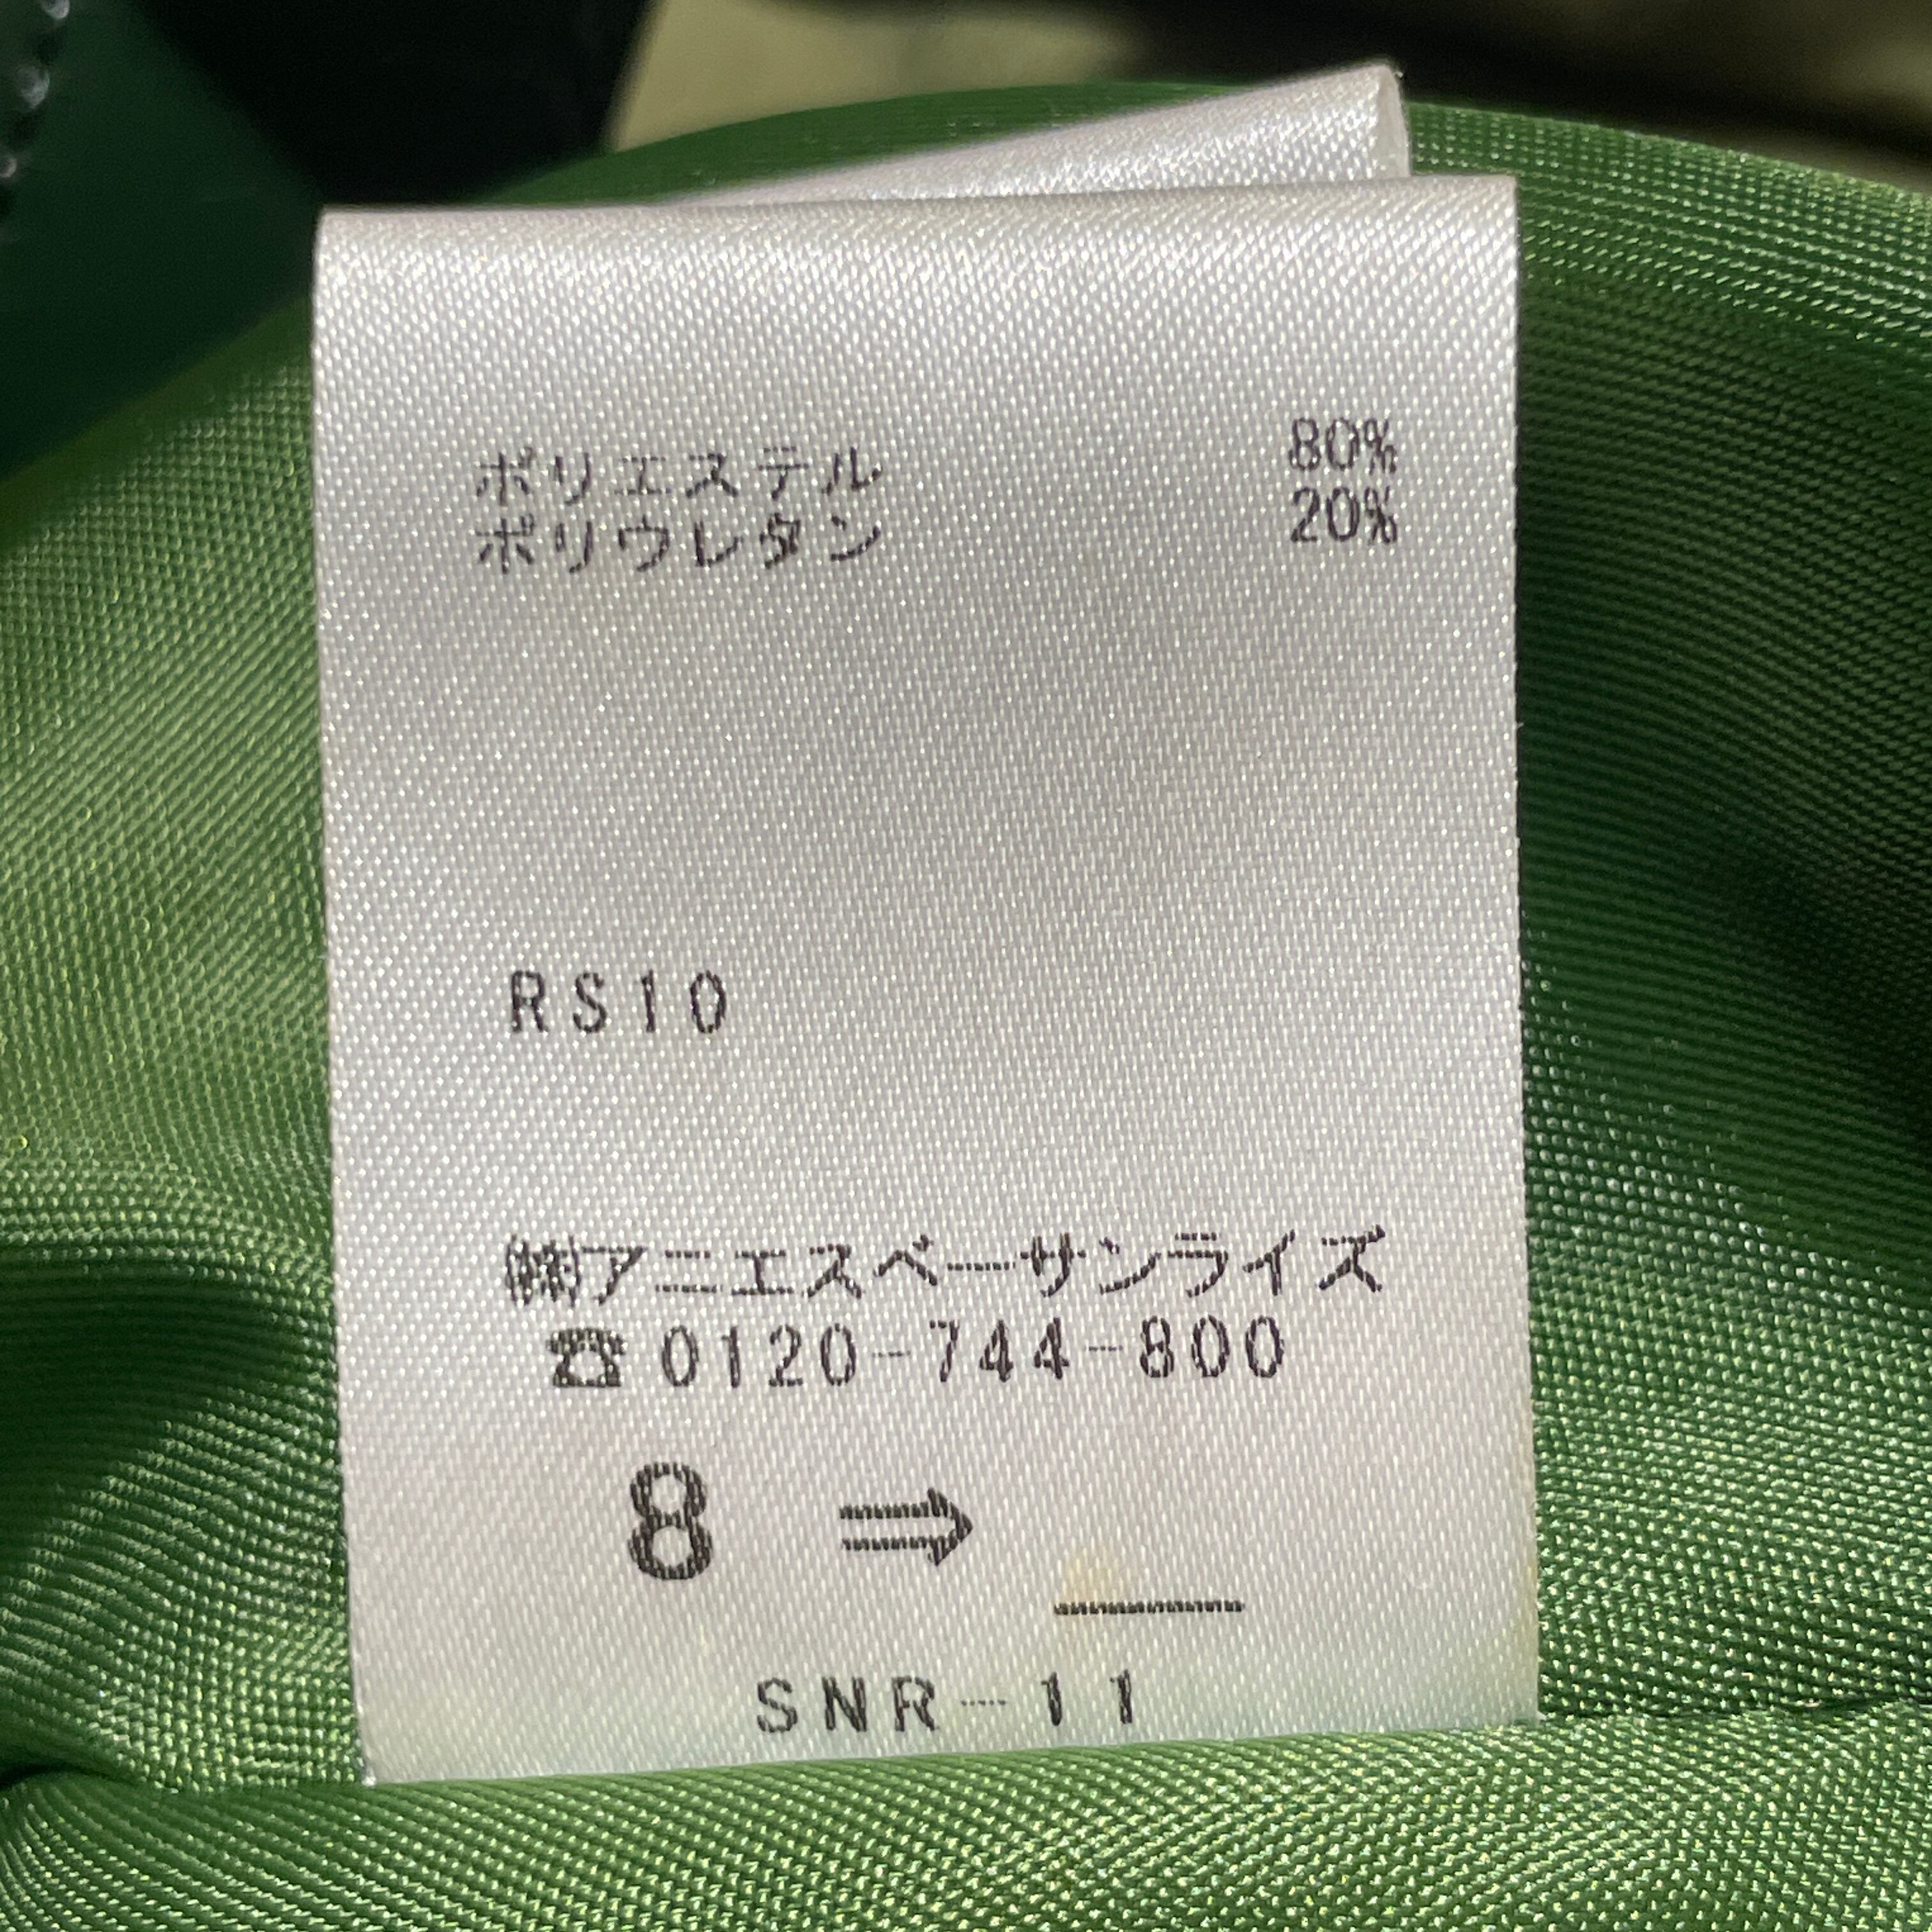 ポリエステル 80%
ポリウレタン 20%
RS10
㈱アニエスベーサンライズ
☎0120-744-800
8 ⇒ ＿
SNR-11